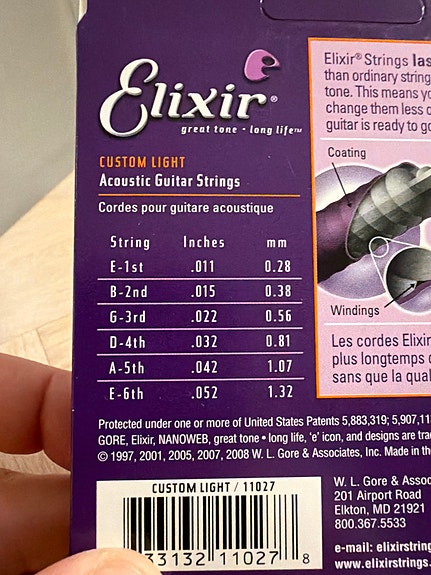 Elixir®
great tone • long life™
CUSTOM LIGHT
Acoustic Guitar Strings
Cordes pour guitare acoustique
String Inches mm
E-1st .011 0.28
B-2nd .015 0.38
G-3rd .022 0.56
D-4th .032 0.81
A-5th .042 1.07
E-6th .052 1.32
Elixir® Strings las
than ordinary string
tone. This means yo
change them less o
guitar is ready to g
Coating
Windings
Les cordes Elixir
plus longtemps
sans que la qual
Protected under one or more of United States Patents 5,883,319; 5,907,11
GORE, Elixir, NANOWEB, great tone • long life, 'e' icon, and designs are tra
© 1997, 2001, 2005, 2007, 2008 W. L. Gore & Associates, Inc. Made in the
CUSTOM LIGHT / 11027
33132 11027 8
W. L. Gore & Assoc
201 Airport Road
Elkton, MD 21921
800.367.5533
e-mail: elixirstring
www.elixirstrings.